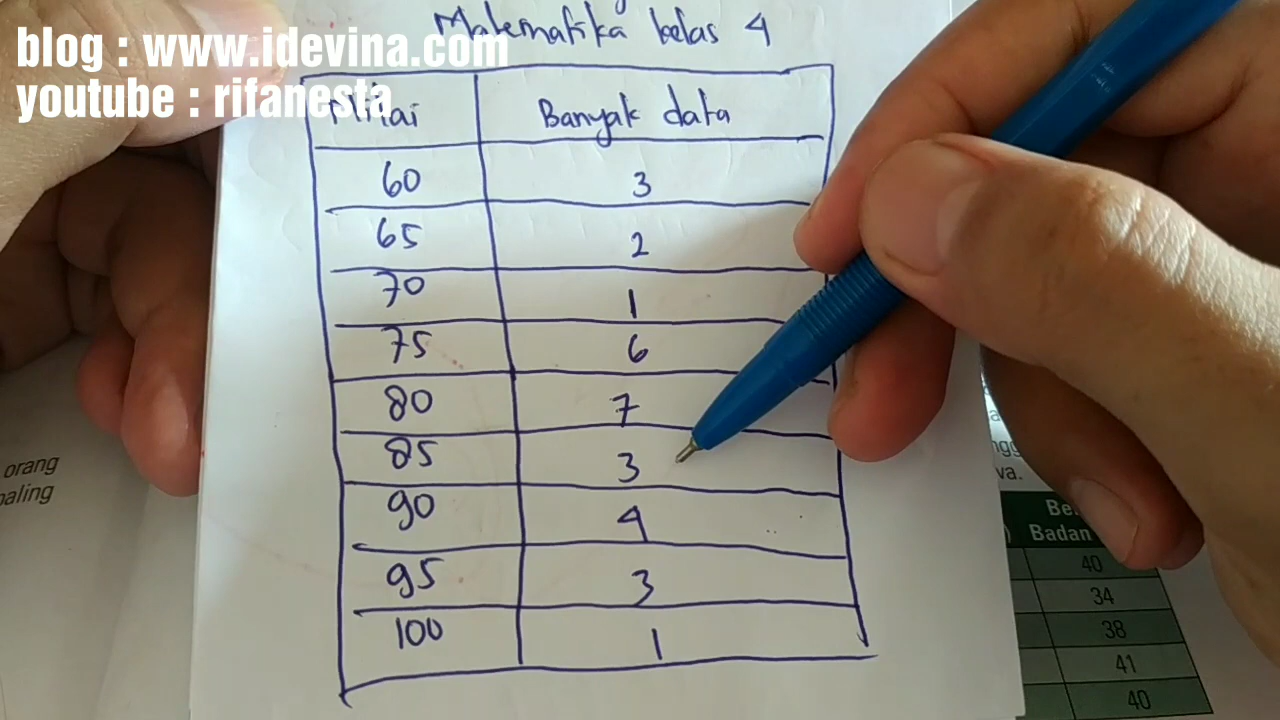 Matematika kelas 4
blog : www.idevina.com
youtube : rifanesta
Nilai Banyak data
60 3
65 2
70 1
75 6
80 7
85 3
90 4
95 3
100 1
orang
paling
va.
Badan
40
34
38
41
40